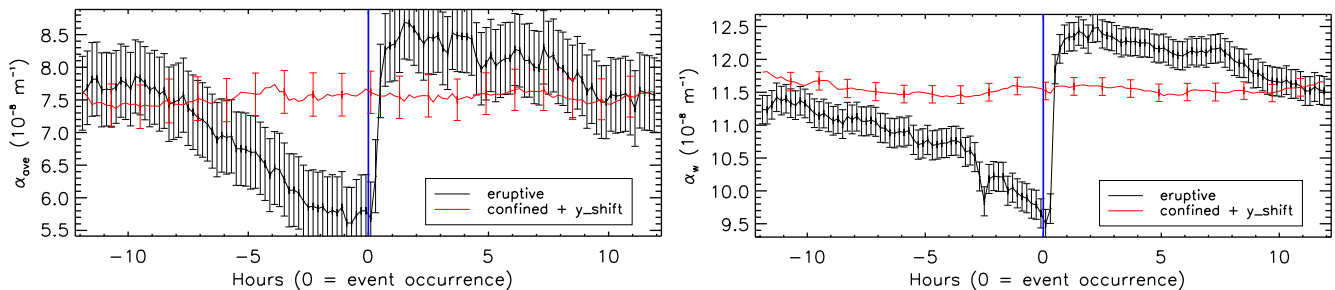 8.5
8.0
7.5
7.0
6.5
6.0
5.5
α_ave (10⁻⁸ m⁻¹)
−10 −5 0 5 10
Hours (0 = event occurrence)
eruptive
confined + y_shift
12.5
12.0
11.5
11.0
10.5
10.0
9.5
α_w (10⁻⁸ m⁻¹)
−10 −5 0 5 10
Hours (0 = event occurrence)
eruptive
confined + y_shift